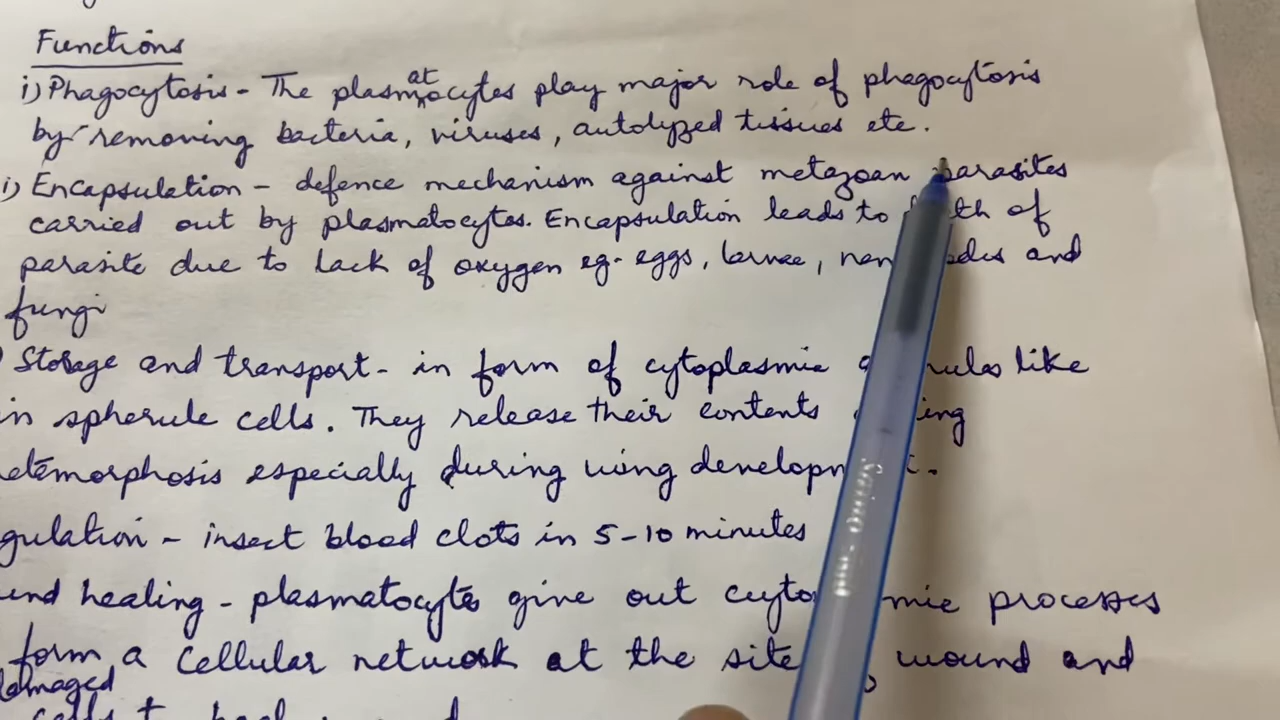 Functions
i) Phagocytosis - The plasmatocytes play major role of phagocytosis
by removing bacteria, viruses, autolyzed tissues etc.
i) Encapsulation - defence mechanism against metazoan parasites
carried out by plasmatocytes. Encapsulation leads to of
parasite due to lack of oxygen eg. eggs, larvae, and
fungi
) Storage and transport - in form of cytoplasmic like
in spherule cells. They release their contents
etamorphosis especially during wing
gulation - insect blood clots in 5-10 minutes
und healing - plasmatocyte give out processes
form a cellular network at the site wound and
damaged
cells